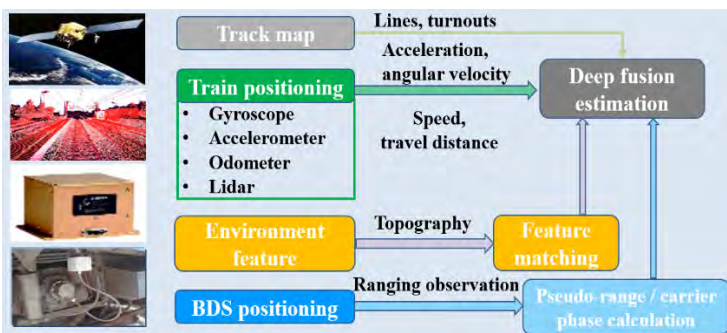 Track map
Lines, turnouts
Acceleration,
angular velocity
Train positioning
• Gyroscope
• Accelerometer
• Odometer
• Lidar
Speed,
travel distance
Deep fusion
estimation
Environment
feature
Topography
Feature
matching
BDS positioning
Ranging observation
Pseudo-range / carrier
phase calculation